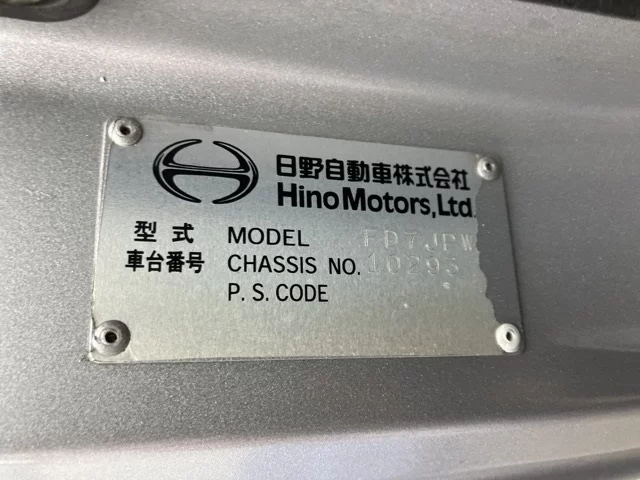 日野自動車株式会社
Hino Motors, Ltd.
型式 MODEL FD7JPW
車台番号 CHASSIS NO. 10295
P. S. CODE